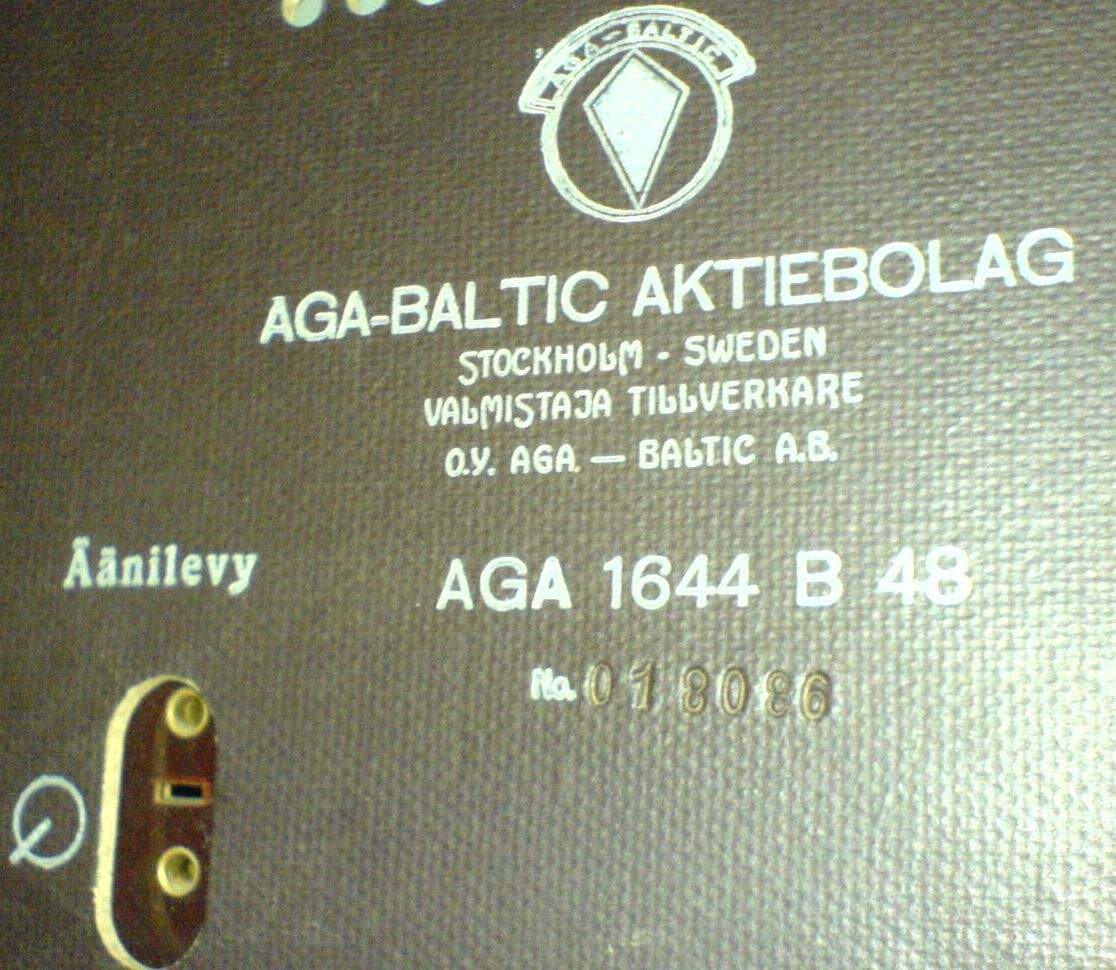 AGA-BALTIC
AGA-BALTIC AKTIEBOLAG
STOCKHOLM - SWEDEN
VALMISTAJA TILLVERKARE
O.Y. AGA — BALTIC A.B.
Äänilevy
AGA 1644 B 48
No. 018086